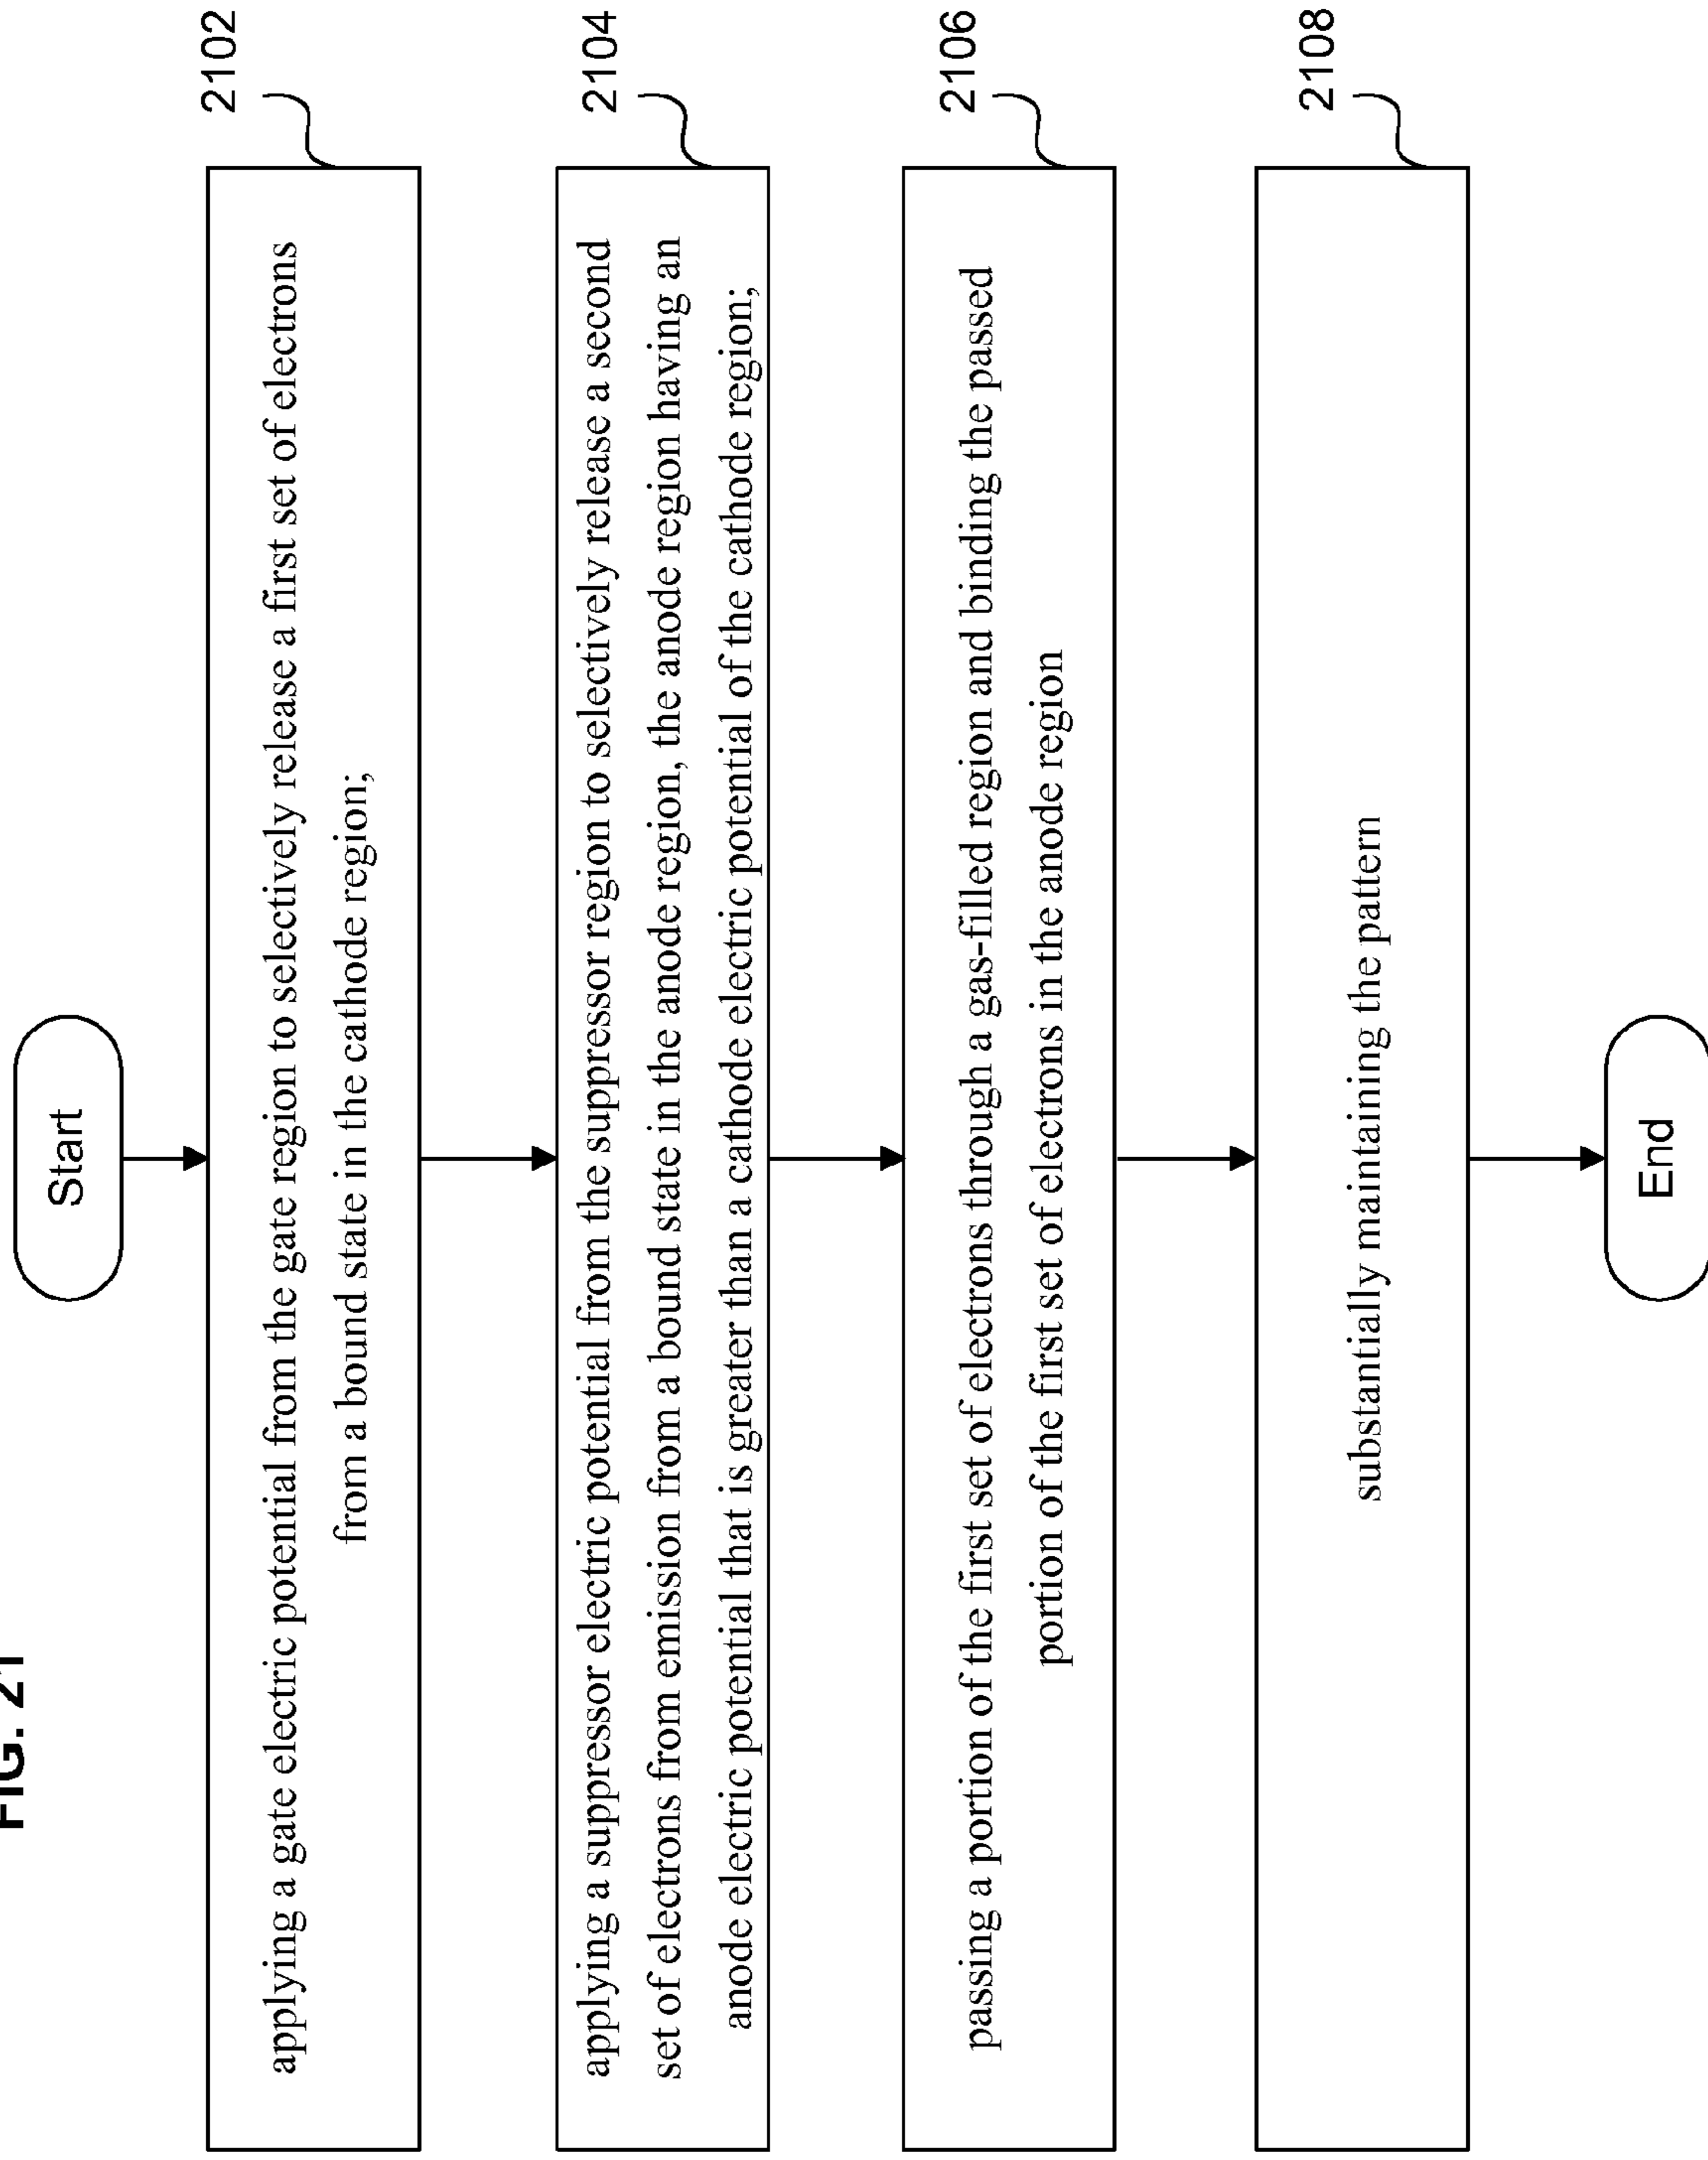 FIG. 21
Start
applying a gate electric potential from the gate region to selectively release a first set of electrons
from a bound state in the cathode region;
2102
applying a suppressor electric potential from the suppressor region to selectively release a second
set of electrons from emission from a bound state in the anode region, the anode region having an
anode electric potential that is greater than a cathode electric potential of the cathode region;
2104
passing a portion of the first set of electrons through a gas-filled region and binding the passed
portion of the first set of electrons in the anode region
2106
substantially maintaining the pattern
2108
End